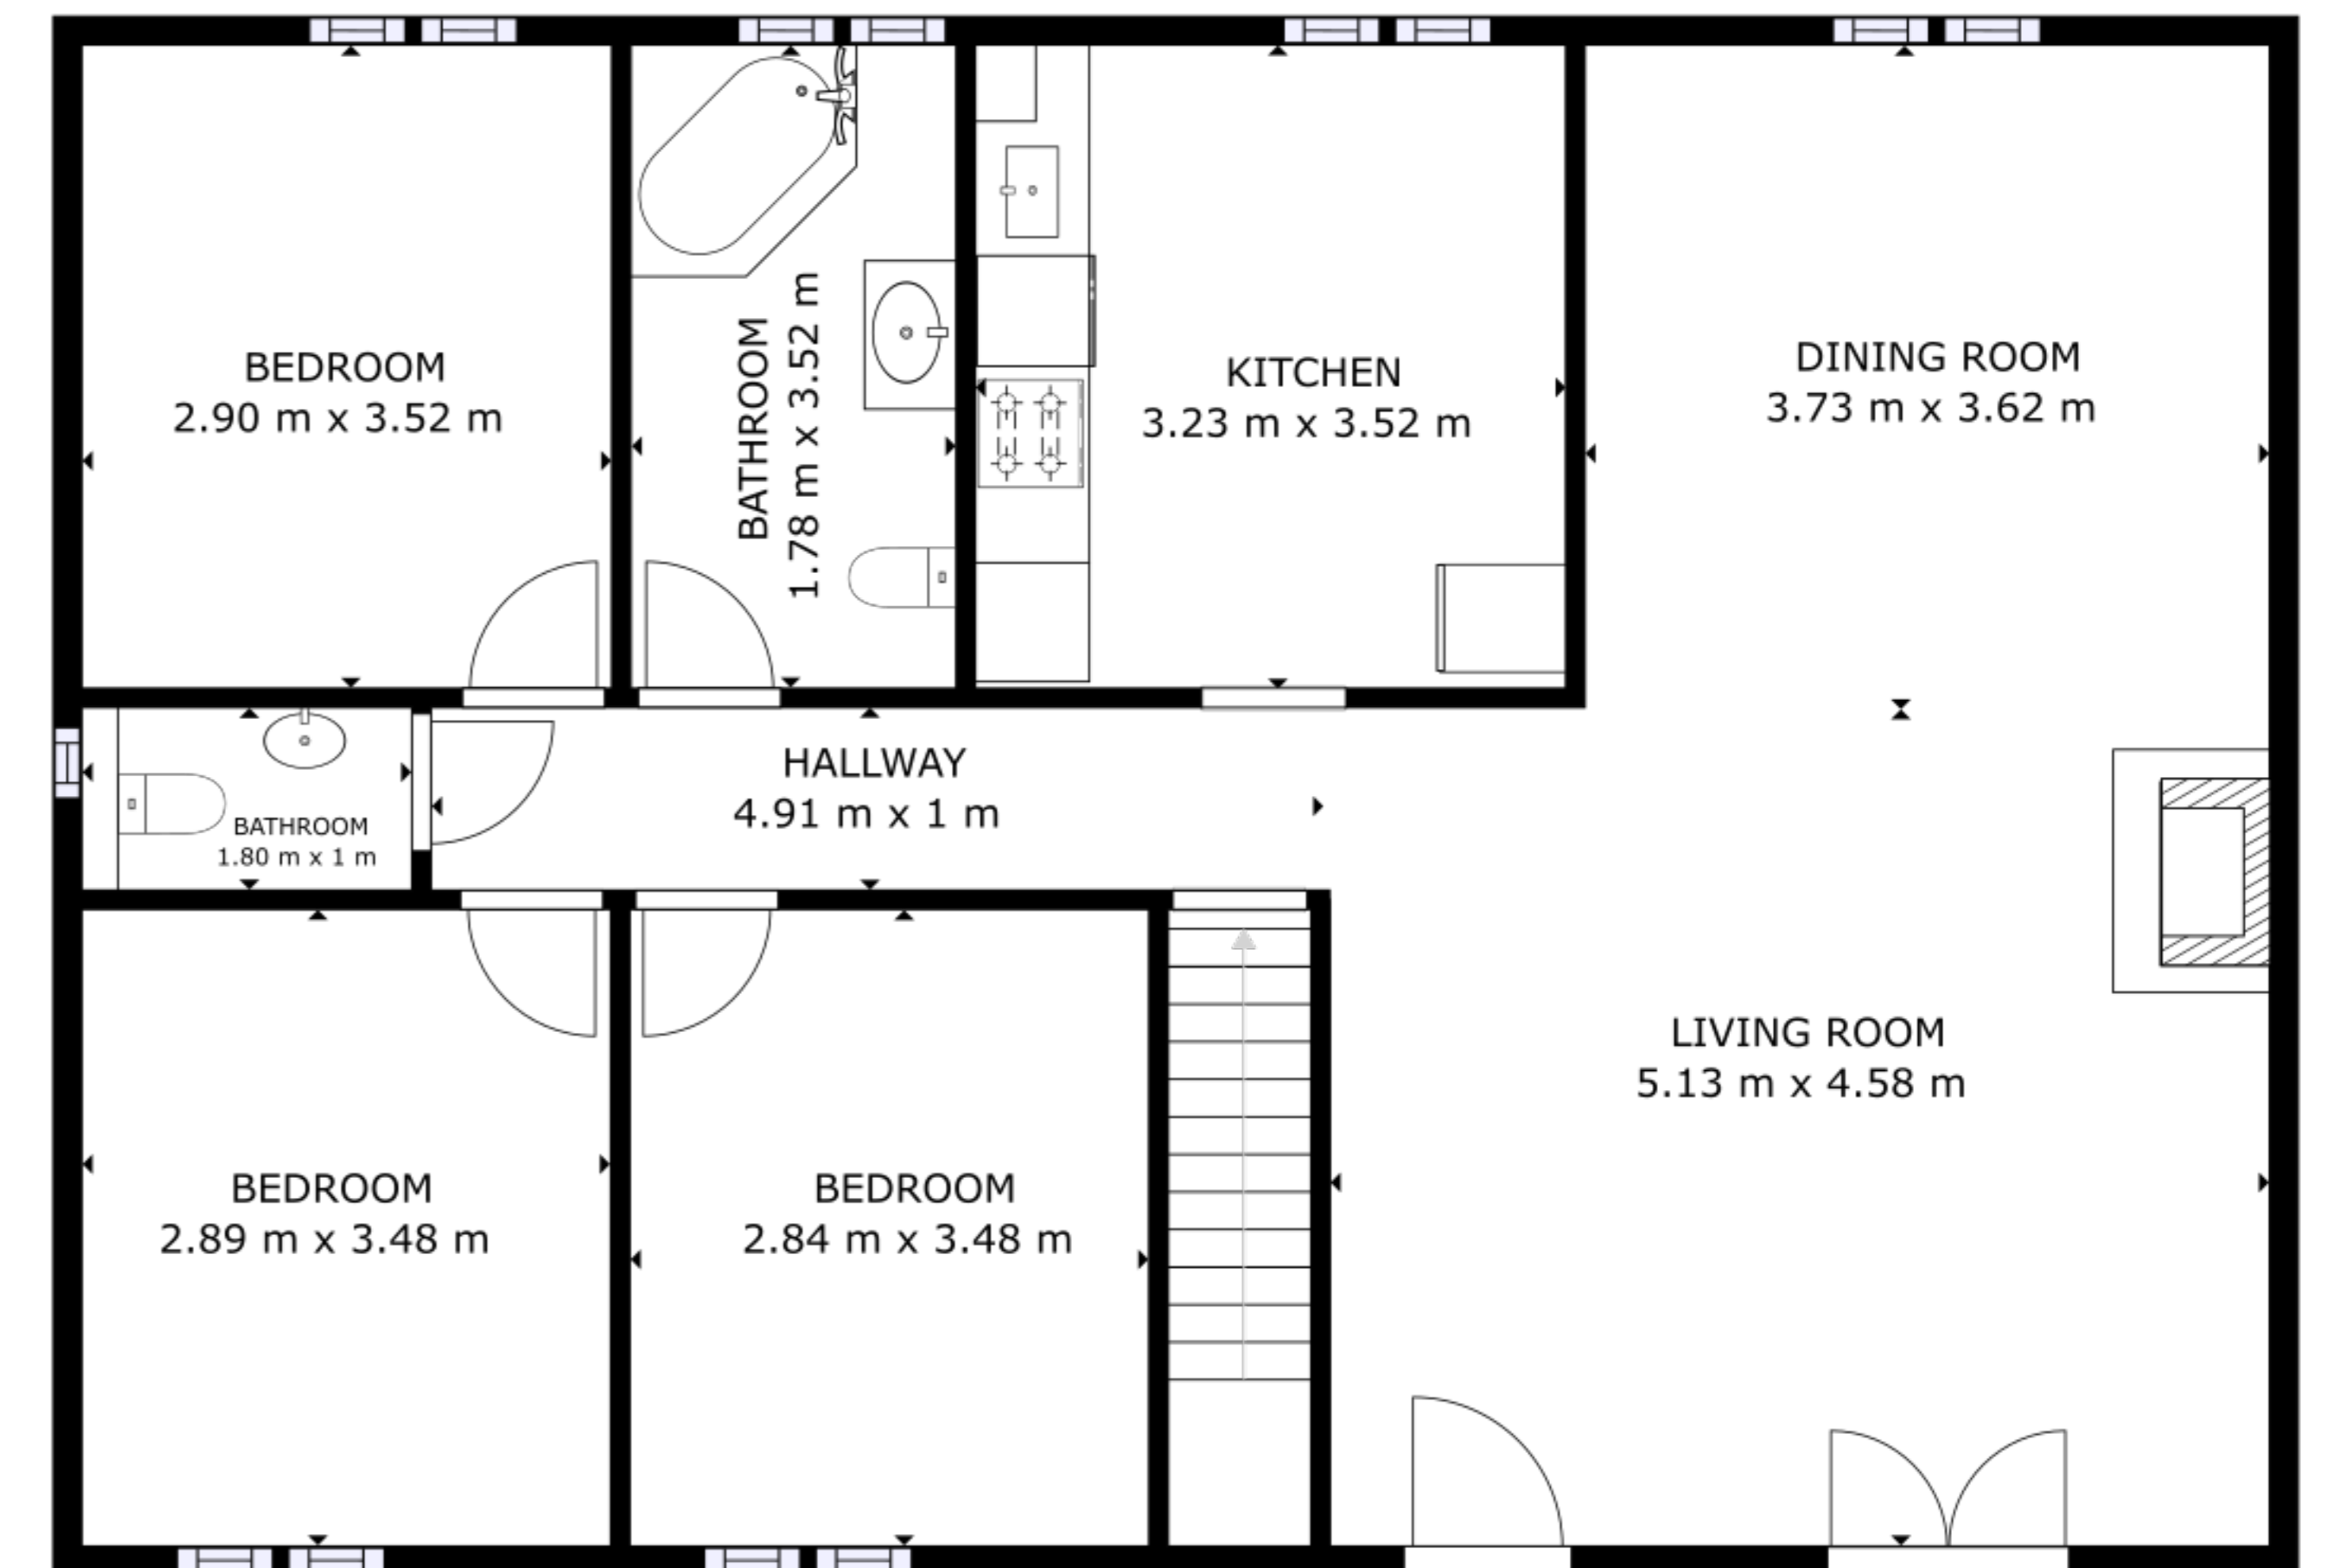 BEDROOM
2.90 m x 3.52 m
BATHROOM
1.78 m x 3.52 m
KITCHEN
3.23 m x 3.52 m
DINING ROOM
3.73 m x 3.62 m
HALLWAY
4.91 m x 1 m
BATHROOM
1.80 m x 1 m
LIVING ROOM
5.13 m x 4.58 m
BEDROOM
2.89 m x 3.48 m
BEDROOM
2.84 m x 3.48 m